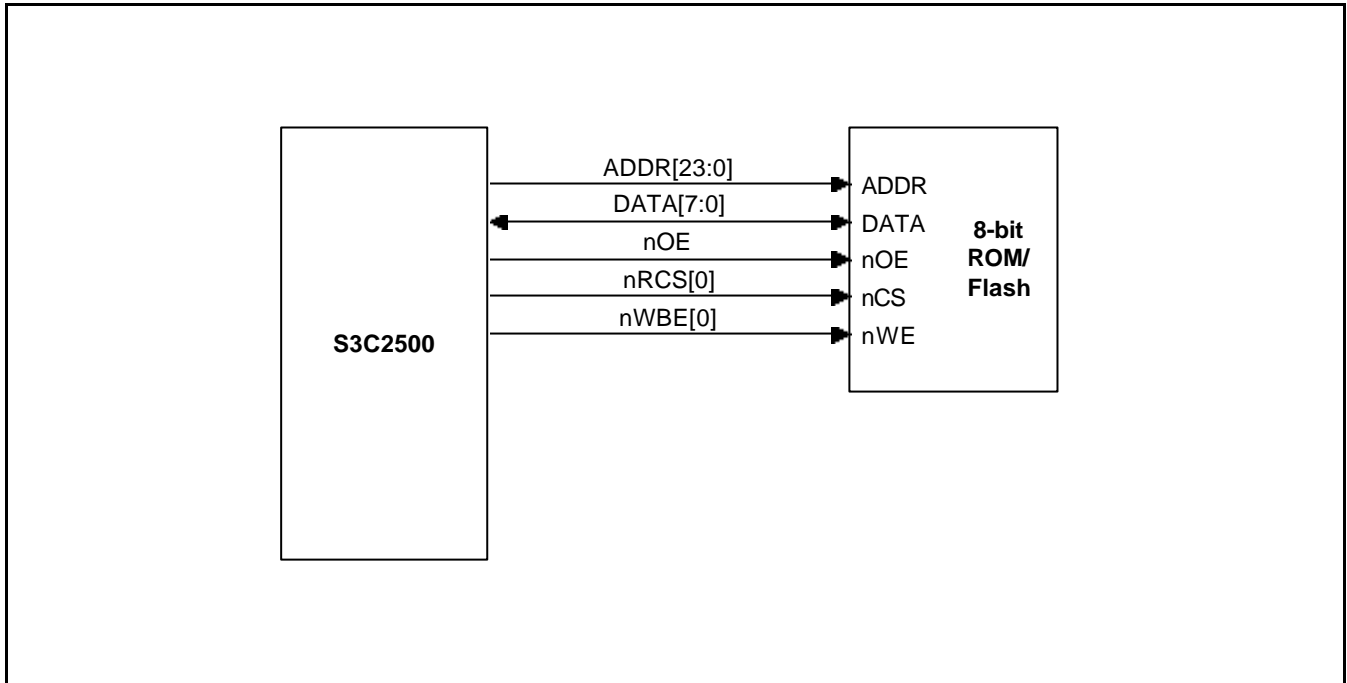 ADDR[23:0]
ADDR
DATA[7:0]
DATA
nOE
nOE
nRCS[0]
nCS
nWBE[0]
nWE
8-bit
ROM/
Flash
S3C2500